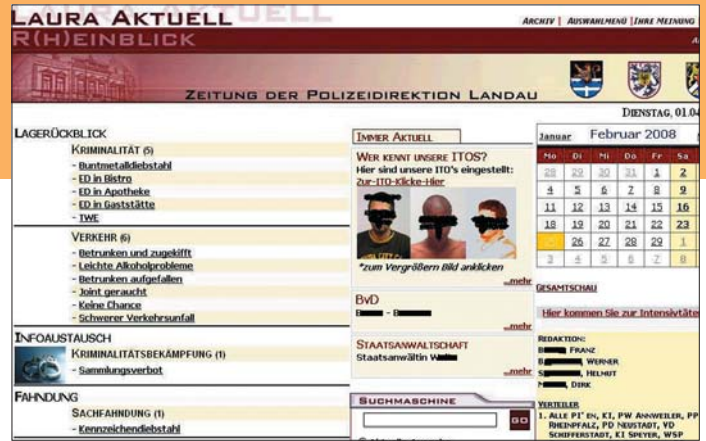 LAURA AKTUELL
ARCHIV | AUSWAHLMENÜ | IHRE MEINUNG
R(H)EINBLICK
ZEITUNG DER POLIZEIDIREKTION LANDAU
DIENSTAG, 01.04
LAGERÜCKBLICK
KRIMINALITÄT (5)
- Buntmetalldiebstahl
- ED in Bistro
- ED in Apotheke
- ED in Gaststätte
- TWE
VERKEHR (6)
- Betrunken und zugekifft
- Leichte Alkoholprobleme
- Betrunken aufgefallen
- Joint geraucht
- Keine Chance
- Schwerer Verkehrsunfall
INFOAUSTAUSCH
KRIMINALITÄTSBEKÄMPFUNG (1)
- Sammlungsverbot
FAHNDUNG
SACHFAHNDUNG (1)
- Kennzeichendiebstahl
IMMER AKTUELL
WER KENNT UNSERE ITOS?
Hier sind unsere ITO's eingestellt:
Zur-ITO-Klicke-Hier
*zum Vergrößern Bild anklicken
...mehr
BVD
B - B
...mehr
STAATSANWALTSCHAFT
Staatsanwältin W
...mehr
SUCHMASCHINE
GO
Januar Februar 2008
Mo Di Mi Do Fr Sa
28 29 30 31 1 2
4 5 6 7 8 9
11 12 13 14 15 16
18 19 20 21 22 23
26 27 28 29 1
3 4 5 6 7 8
GESAMTSCHAU
Hier kommen Sie zur Intensivtäte
REDAKTION:
B, FRANZ
B, WERNER
S, HELMUT
M, DIRK
VERTEILER
1. ALLE PI'EN, KI, PW ANNWEILER, PP
RHEINPFALZ, PD NEUSTADT, VD
SCHIFFERSTADT, KI SPEYER, WSP